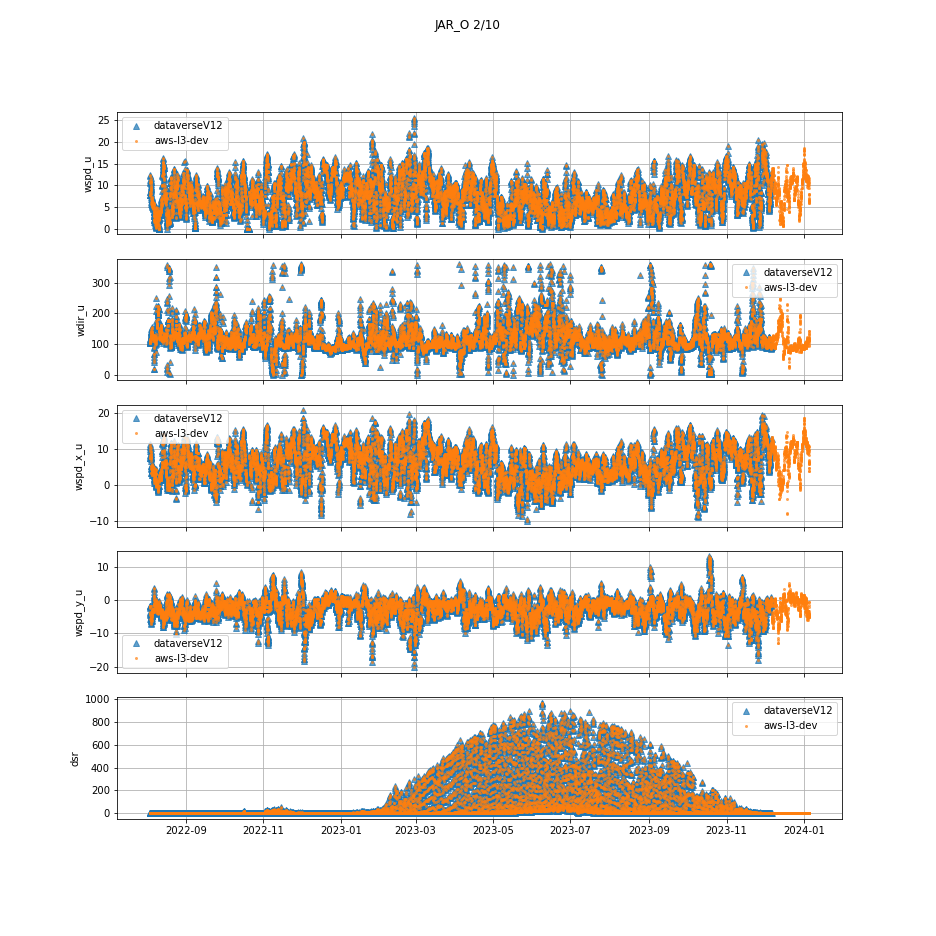 JAR_O 2/10
wspd_u
25
20
15
10
5
0
dataverseV12
aws-l3-dev
wdir_u
300
200
100
0
dataverseV12
aws-l3-dev
wspd_x_u
20
10
0
−10
dataverseV12
aws-l3-dev
wspd_y_u
10
0
−10
−20
dataverseV12
aws-l3-dev
dsr
1000
800
600
400
200
0
dataverseV12
aws-l3-dev
2022-09 2022-11 2023-01 2023-03 2023-05 2023-07 2023-09 2023-11 2024-01